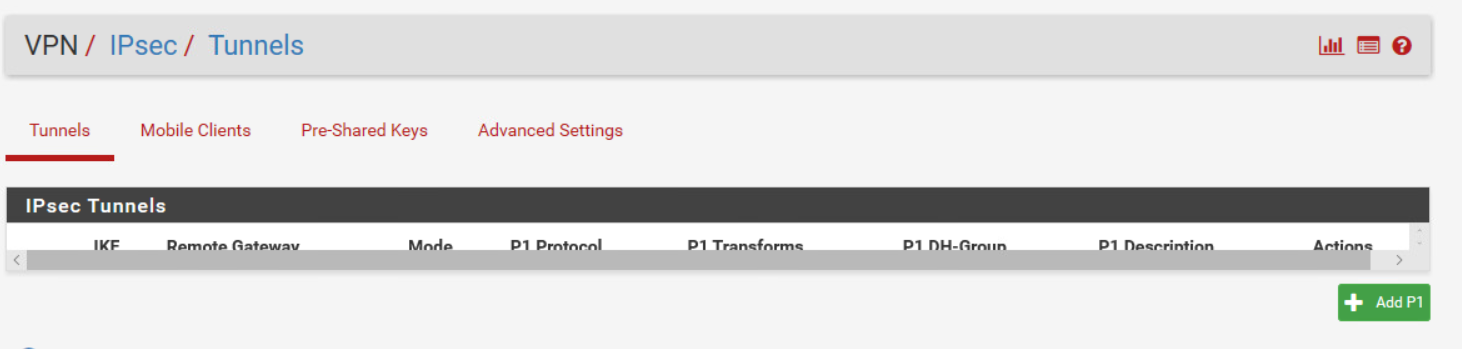 VPN / IPsec / Tunnels
Tunnels Mobile Clients Pre-Shared Keys Advanced Settings
IPsec Tunnels
IKE Remote Gateway Mode P1 Protocol P1 Transforms P1 DH-Group P1 Description Actions
Add P1